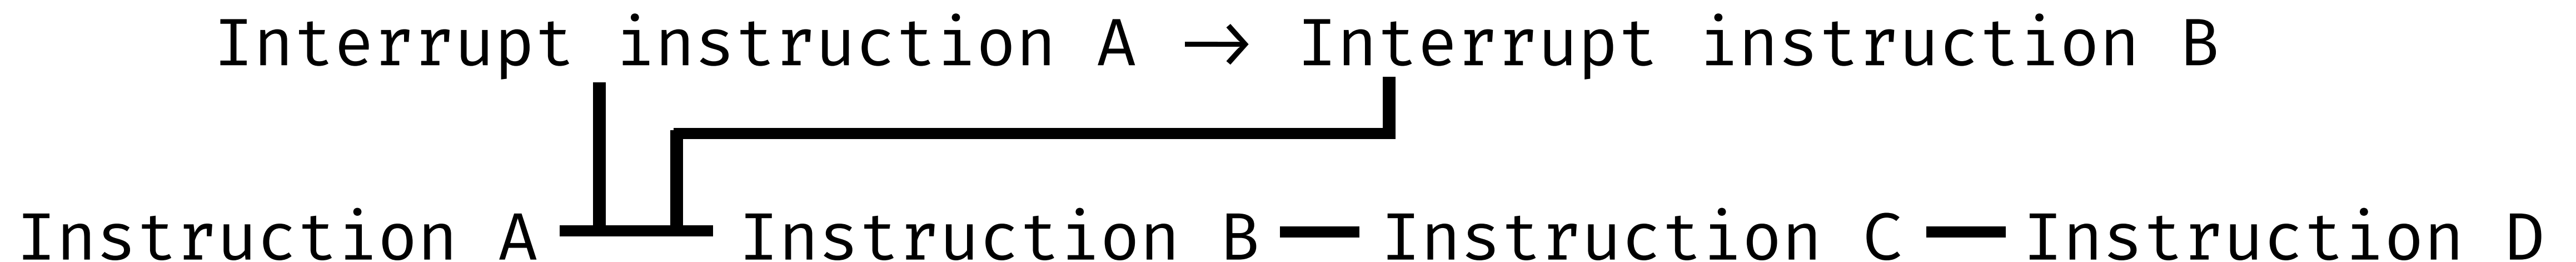 Interrupt instruction A → Interrupt instruction B
Instruction A Instruction B Instruction C Instruction D